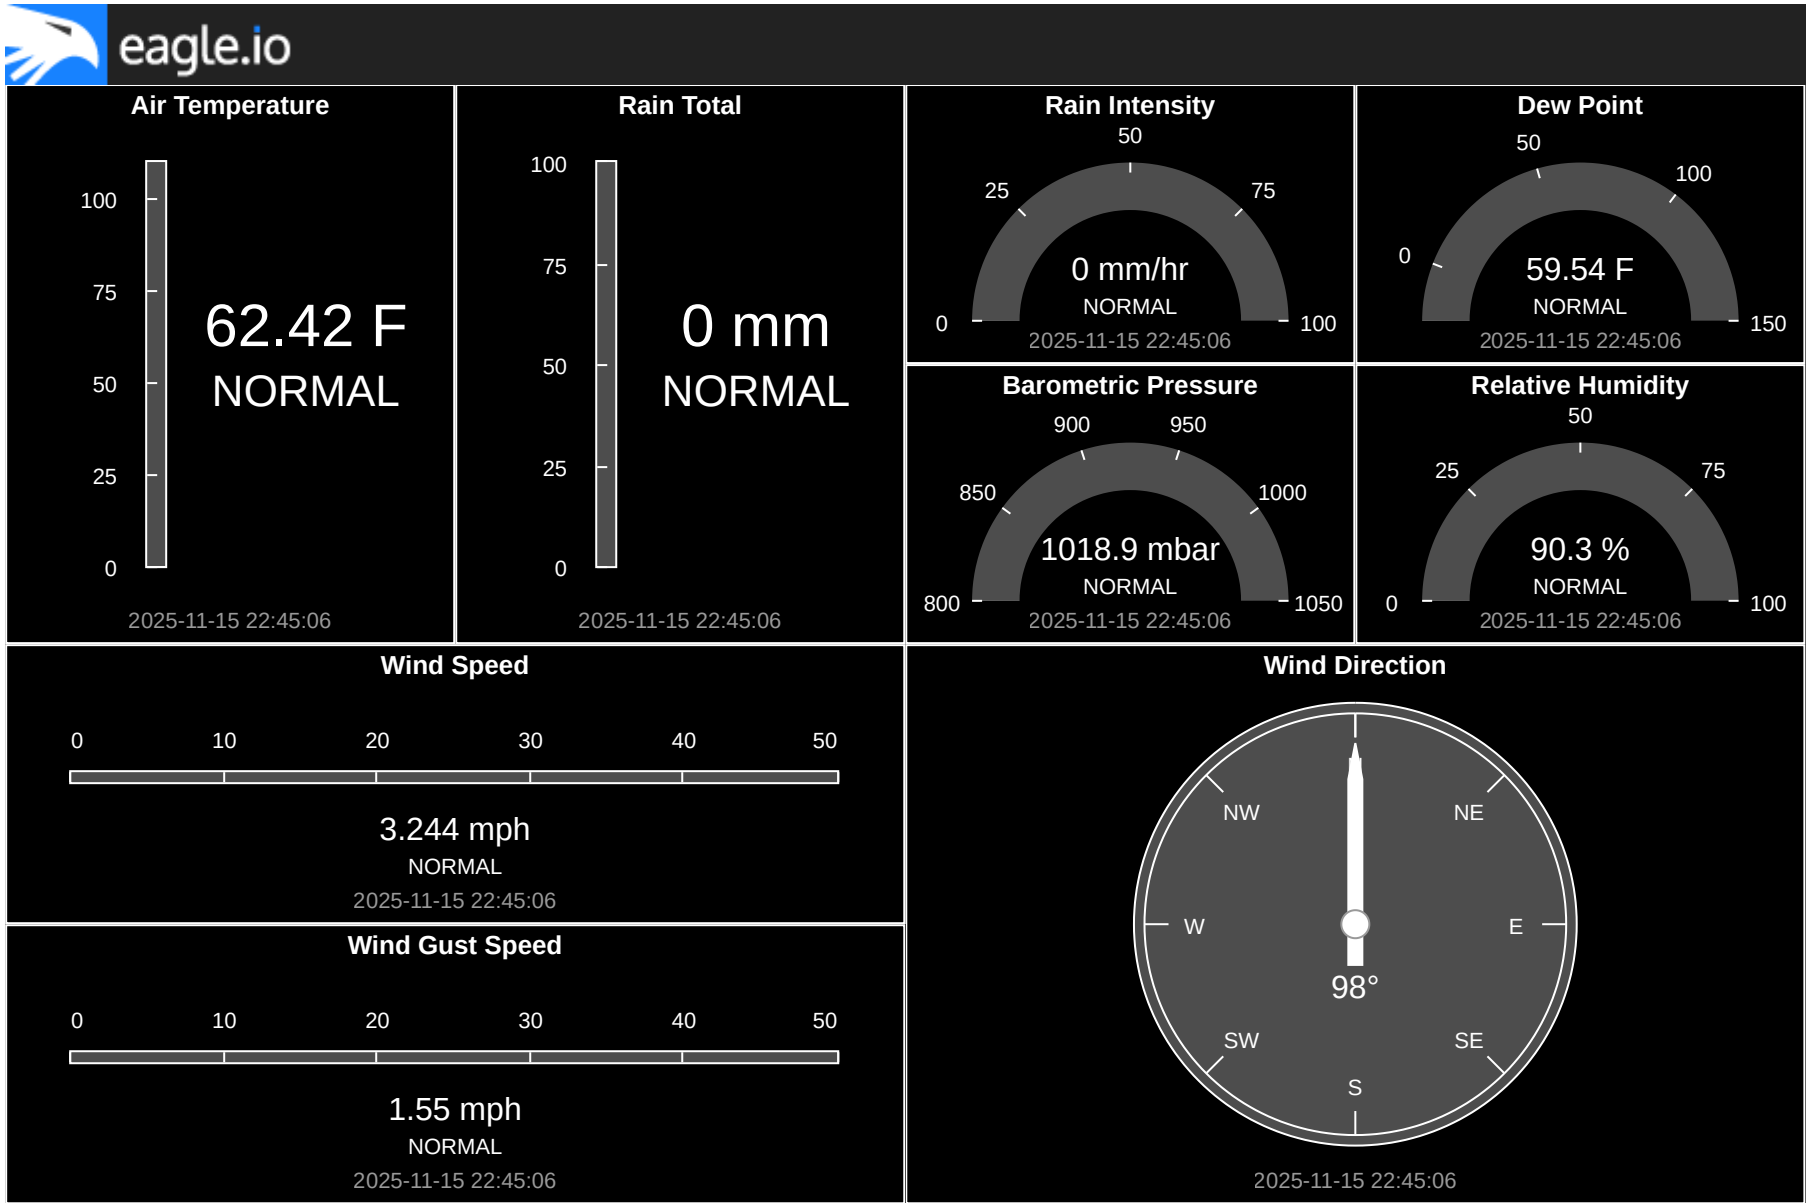 eagle.io
Air Temperature
100
75
50
25
0
62.42 F
NORMAL
2025-11-15 22:45:06
Rain Total
100
75
50
25
0
0 mm
NORMAL
2025-11-15 22:45:06
Rain Intensity
0
25
50
75
100
0 mm/hr
NORMAL
2025-11-15 22:45:06
Dew Point
0
50
100
150
59.54 F
NORMAL
2025-11-15 22:45:06
Barometric Pressure
800
850
900
950
1000
1050
1018.9 mbar
NORMAL
2025-11-15 22:45:06
Relative Humidity
0
25
50
75
100
90.3 %
NORMAL
2025-11-15 22:45:06
Wind Speed
0 10 20 30 40 50
3.244 mph
NORMAL
2025-11-15 22:45:06
Wind Gust Speed
0 10 20 30 40 50
1.55 mph
NORMAL
2025-11-15 22:45:06
Wind Direction
NW NE
W E
98°
SW SE
S
2025-11-15 22:45:06